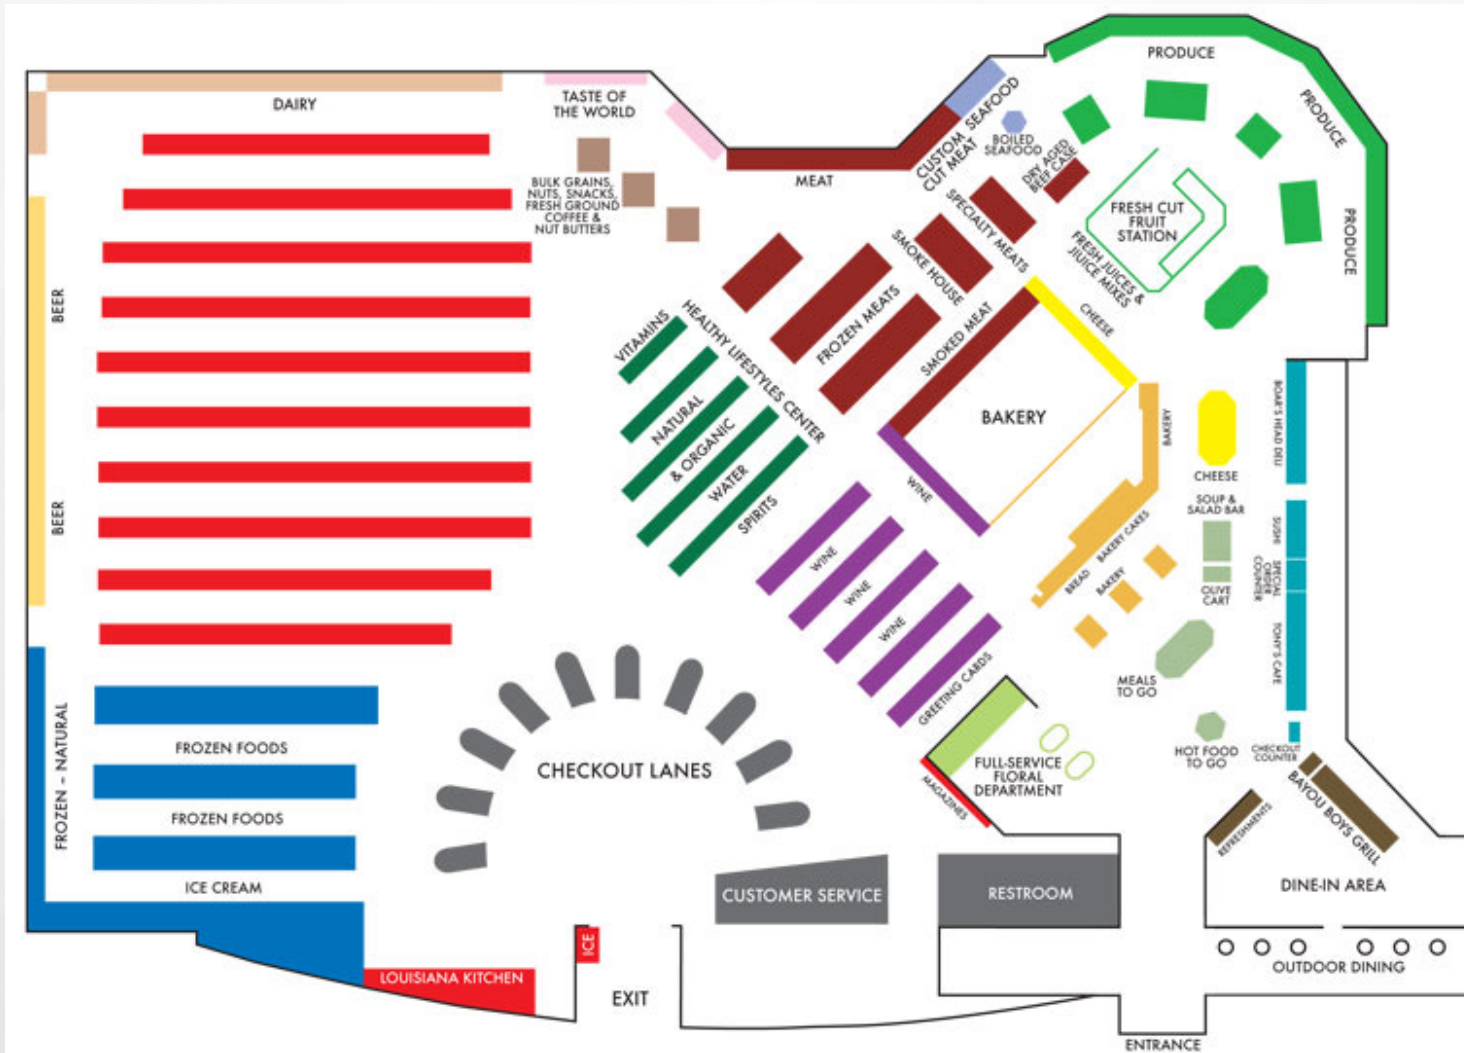 PRODUCE
PRODUCE
PRODUCE
DAIRY
TASTE OF
THE WORLD
BULK GRAINS,
NUTS, SNACKS,
FRESH GROUND
COFFEE &
NUT BUTTERS
MEAT
CUSTOM
CUT MEAT
SEAFOOD
BOILED
SEAFOOD
DRY AGED
BEEF CASE
SPECIALTY MEATS
SMOKE HOUSE
FROZEN MEATS
SMOKED MEAT
CHEESE
FRESH CUT
FRUIT
STATION
FRESH JUICES &
JIUICE MIXES
BEER
BEER
VITAMINS
HEALTHY LIFESTYLES CENTER
NATURAL
& ORGANIC
WATER
SPIRITS
BAKERY
WINE
WINE
WINE
WINE
GREETING CARDS
BAKERY
BAKERY CAKES
BREAD
BAKERY
CHEESE
SOUP &
SALAD BAR
OLIVE
CART
BOAR'S HEAD DELI
SUSHI
SPECIAL
ORDER
COUNTER
TONY'S CAFE
MEALS
TO GO
HOT FOOD
TO GO
CHECKOUT
COUNTER
BAYOU BOYS GRILL
REFRESHMENTS
DINE-IN AREA
OUTDOOR DINING
FULL-SERVICE
FLORAL
DEPARTMENT
MAGAZINES
FROZEN – NATURAL
FROZEN FOODS
FROZEN FOODS
ICE CREAM
CHECKOUT LANES
CUSTOMER SERVICE
RESTROOM
LOUISIANA KITCHEN
ICE
EXIT
ENTRANCE